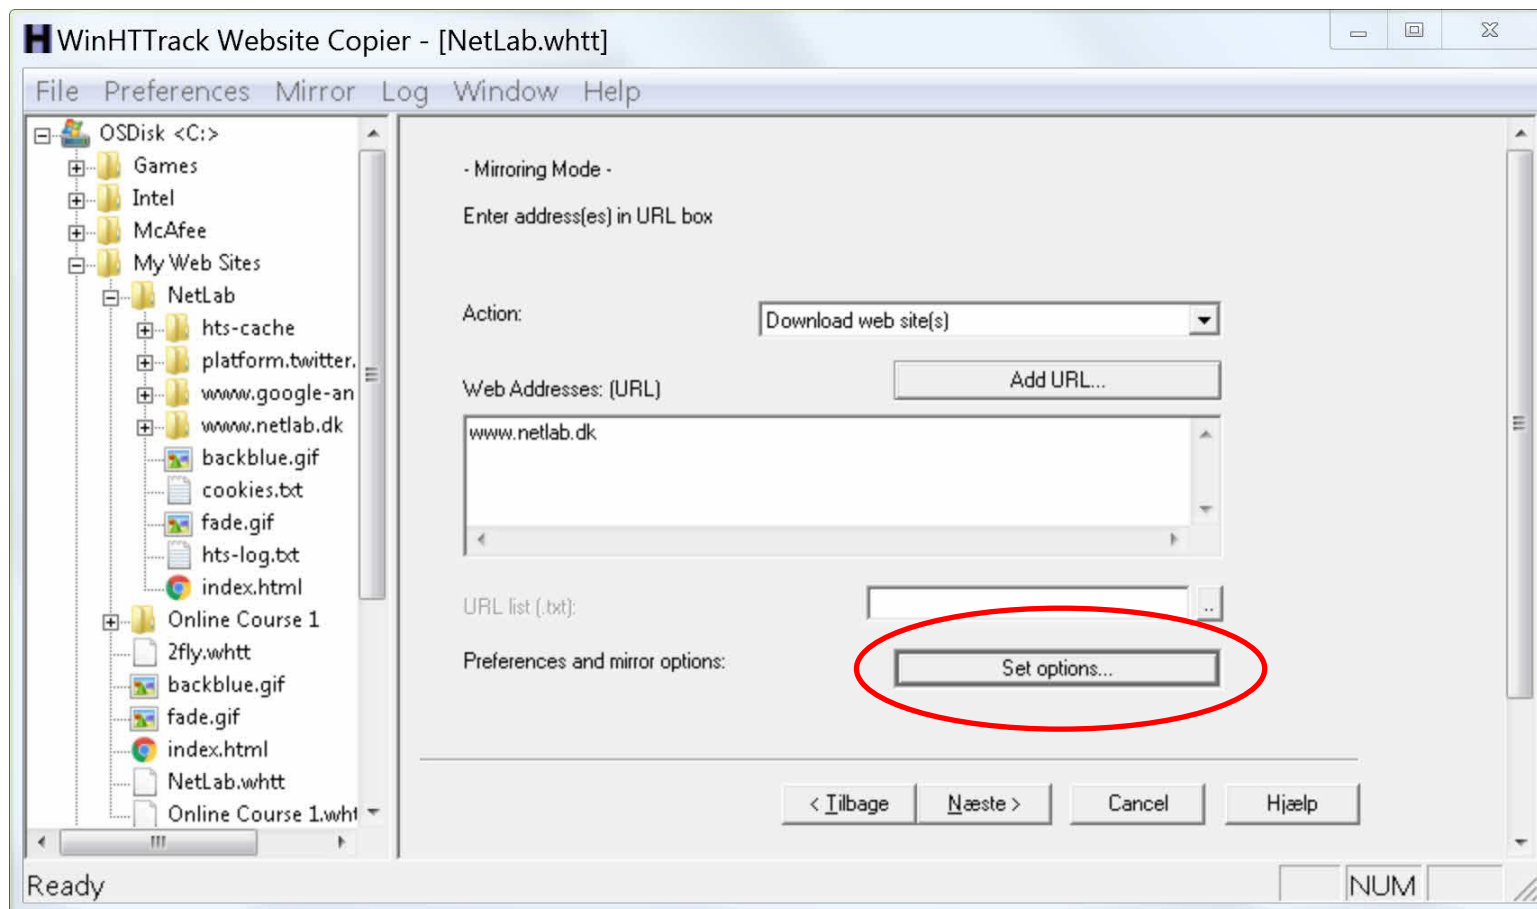 WinHTTrack Website Copier - [NetLab.whtt]
File Preferences Mirror Log Window Help
OSDisk <C:>
Games
Intel
McAfee
My Web Sites
NetLab
hts-cache
platform.twitter.
www.google-an
www.netlab.dk
backblue.gif
cookies.txt
fade.gif
hts-log.txt
index.html
Online Course 1
2fly.whtt
backblue.gif
fade.gif
index.html
NetLab.whtt
Online Course 1.wht
- Mirroring Mode -
Enter address(es) in URL box
Action:
Download web site(s)
Web Addresses: (URL)
Add URL...
www.netlab.dk
URL list (.txt):
..
Preferences and mirror options:
Set options...
< Tilbage
Næste >
Cancel
Hjælp
Ready
NUM